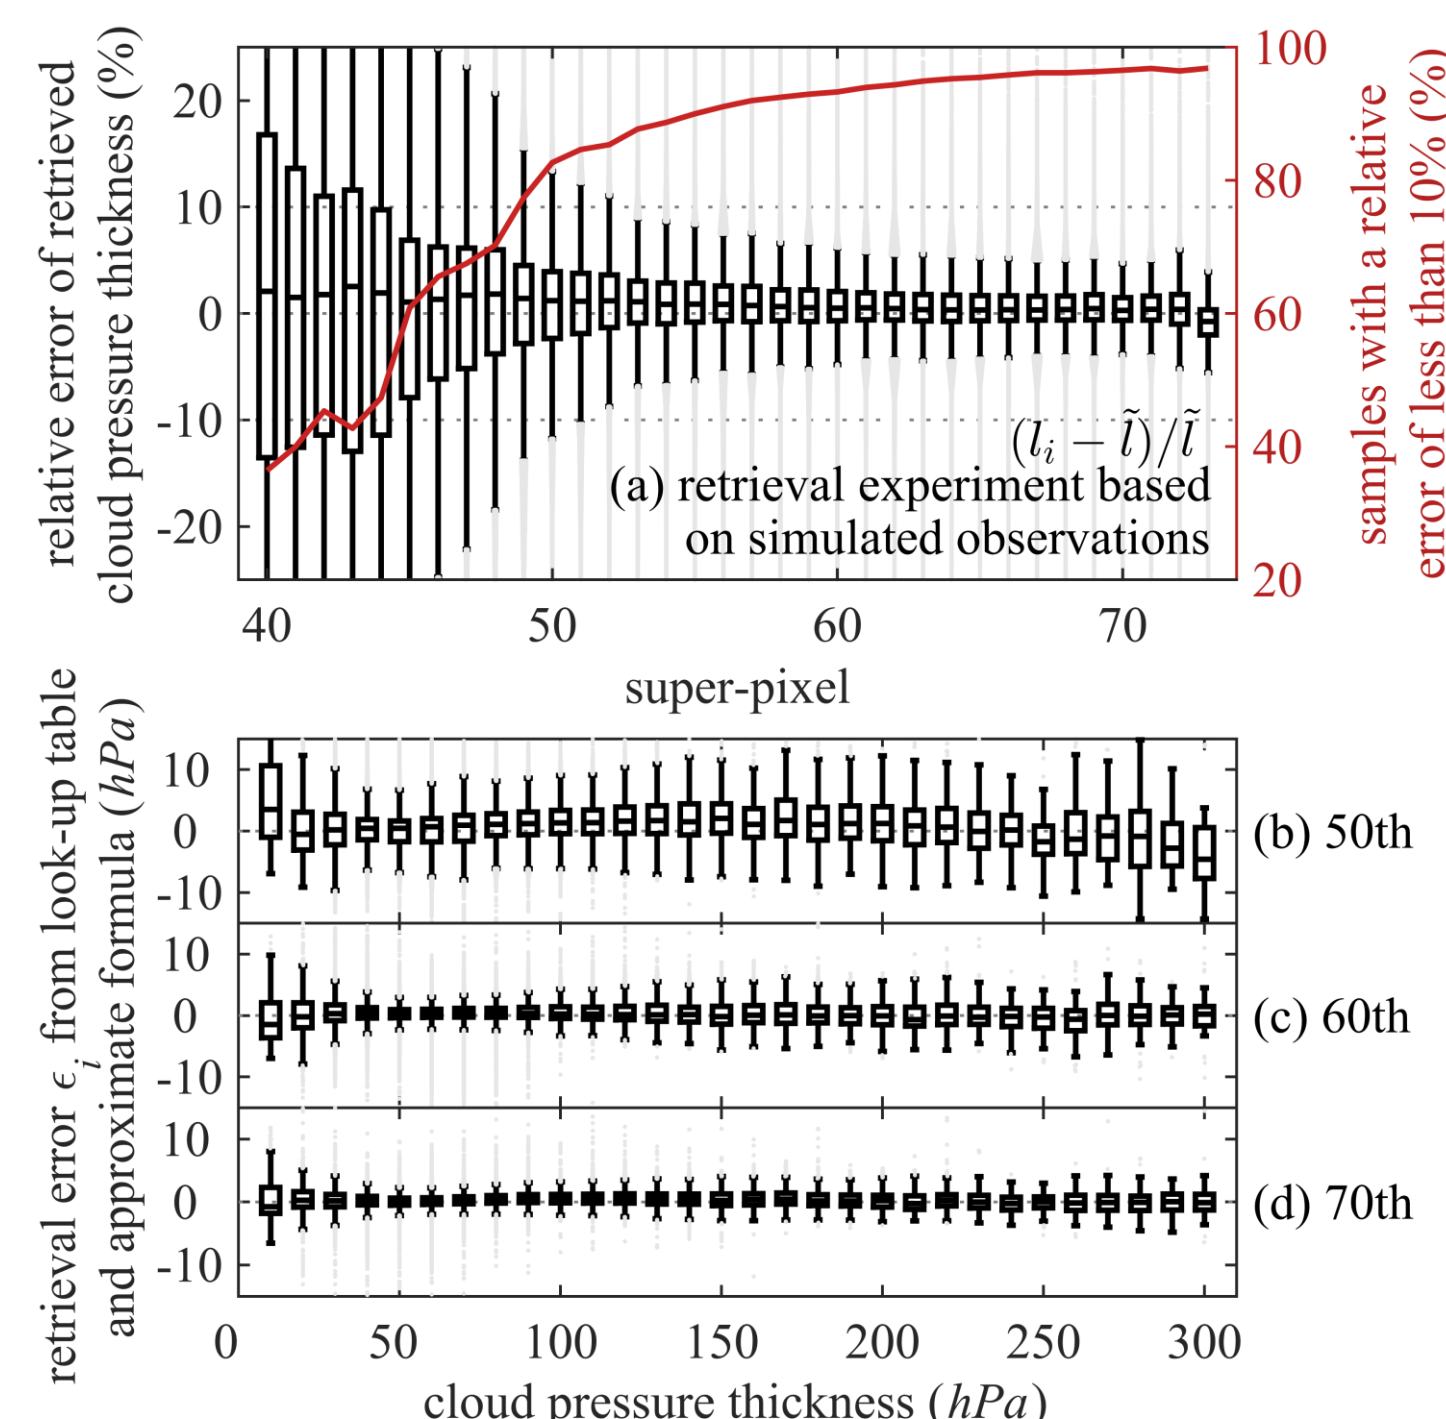 relative error of retrieved
cloud pressure thickness (%)
20
10
0
-10
-20
100
80
60
40
20
samples with a relative
error of less than 10% (%)
(l_i − l̃)/l̃
(a) retrieval experiment based
on simulated observations
40 50 60 70
super-pixel
retrieval error ϵ_i from look-up table
and approximate formula (hPa)
10
0
-10
(b) 50th
10
0
-10
(c) 60th
10
0
-10
(d) 70th
0 50 100 150 200 250 300
cloud pressure thickness (hPa)